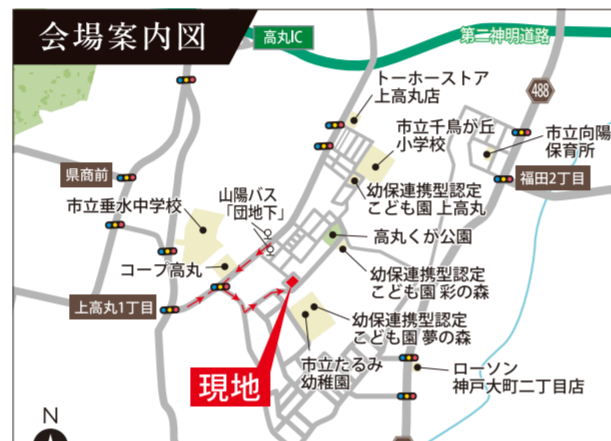 会場案内図
高丸IC
第二神明道路
トーホーストア
上高丸店
488
市立千鳥が丘
小学校
市立向陽
保育所
県商前
福田2丁目
山陽バス
「団地下」
幼保連携型認定
こども園 上高丸
市立垂水中学校
高丸くが公園
コープ高丸
幼保連携型認定
こども園 彩の森
上高丸1丁目
幼保連携型認定
こども園 夢の森
市立たるみ
幼稚園
現地
ローソン
神戸大町二丁目店
N